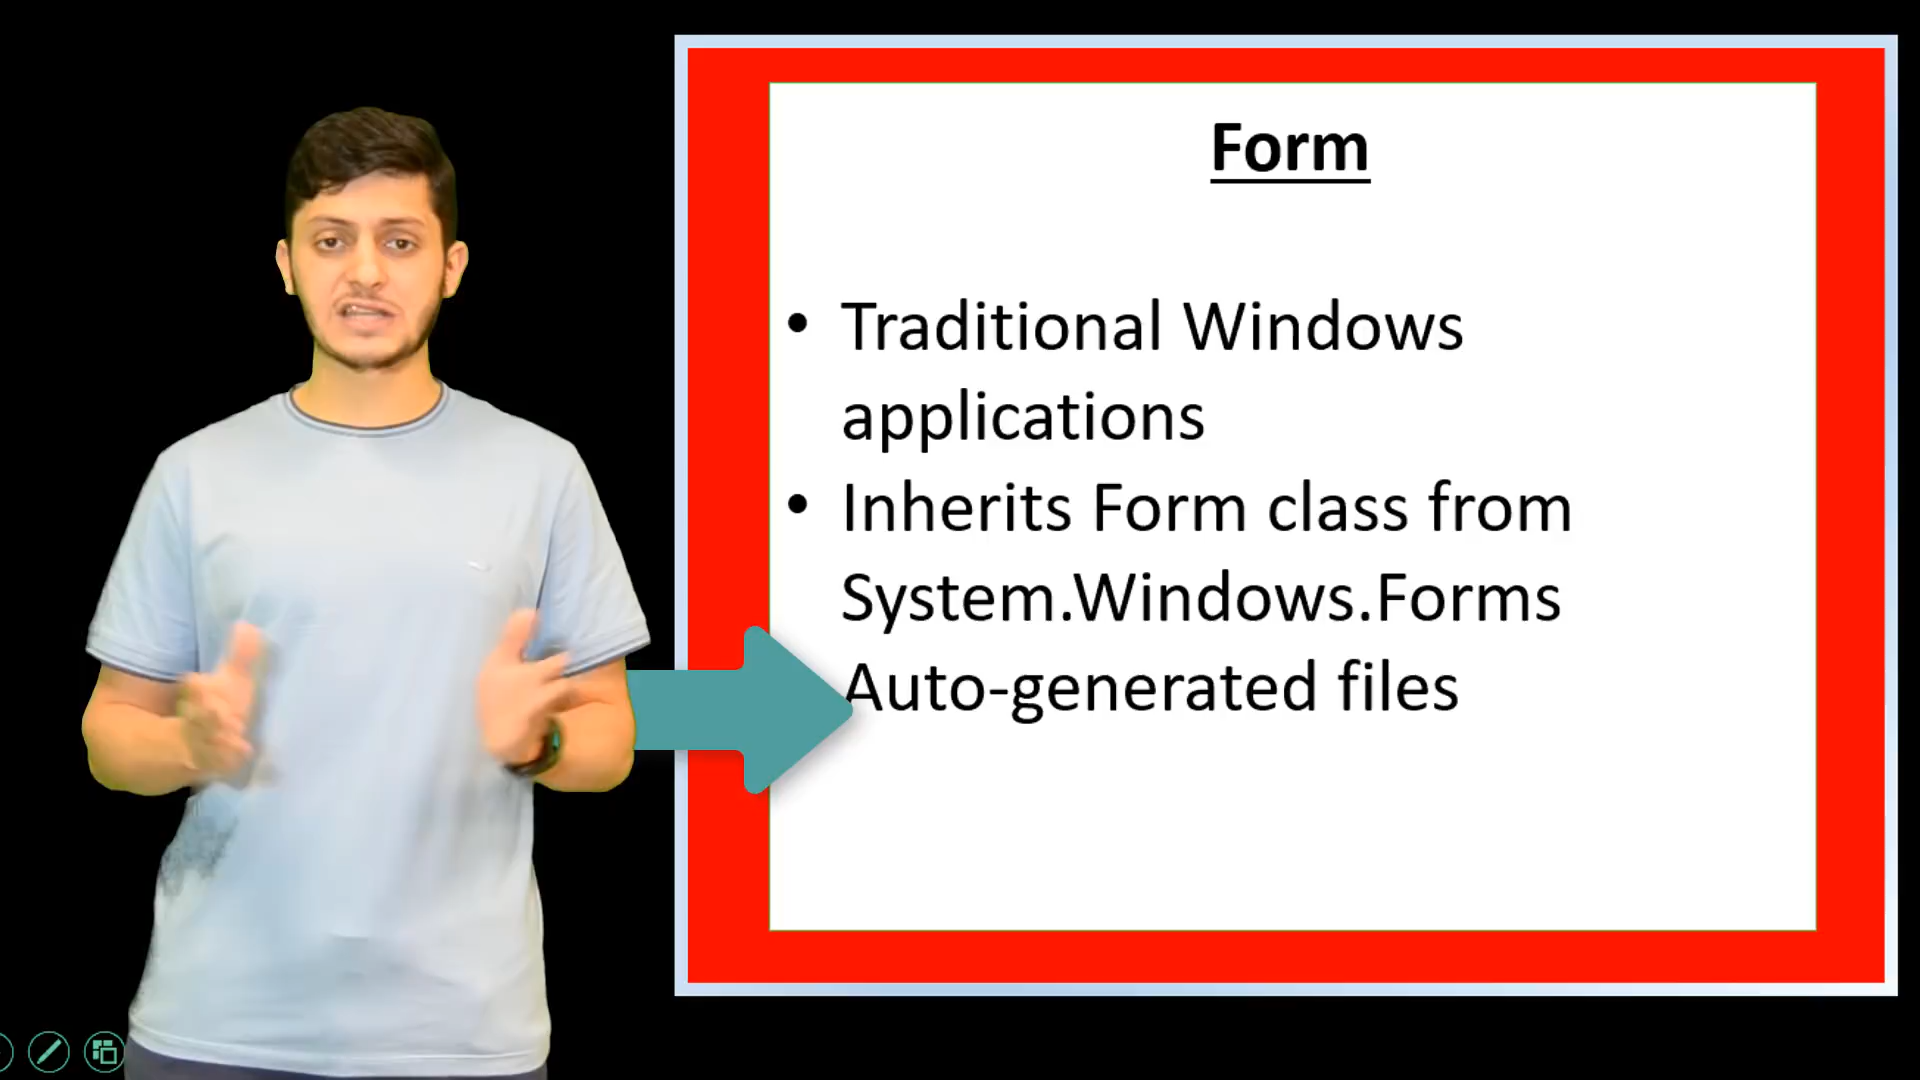 Form
• Traditional Windows
applications
• Inherits Form class from
System.Windows.Forms
Auto-generated files